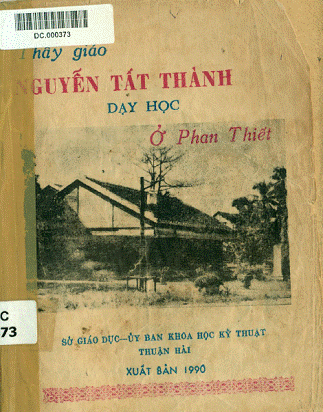 DC.000373
Thầy giáo
NGUYỄN TẤT THÀNH
DẠY HỌC
Ở Phan Thiết
C
73
SỞ GIÁO DỤC—ỦY BAN KHOA HỌC KỸ THUẬT
THUẬN HẢI
XUẤT BẢN 1990